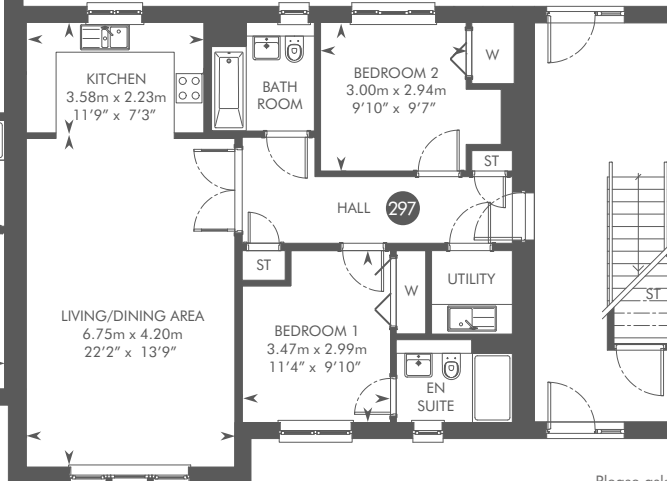 KITCHEN
3.58m x 2.23m
11'9" x 7'3"
BATH
ROOM
BEDROOM 2
3.00m x 2.94m
9'10" x 9'7"
W
ST
HALL
297
ST
LIVING/DINING AREA
6.75m x 4.20m
22'2" x 13'9"
BEDROOM 1
3.47m x 2.99m
11'4" x 9'10"
W
UTILITY
EN
SUITE
ST
Please ask